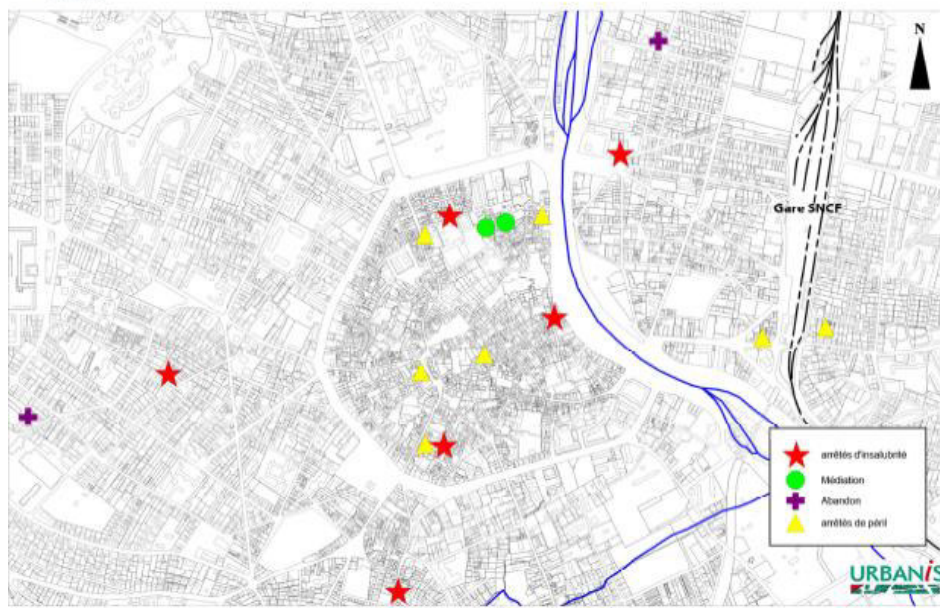 N
Gare SNCF
arrêtés d'insalubrité
Médiation
Abandon
arrêtés de péril
URBANiS